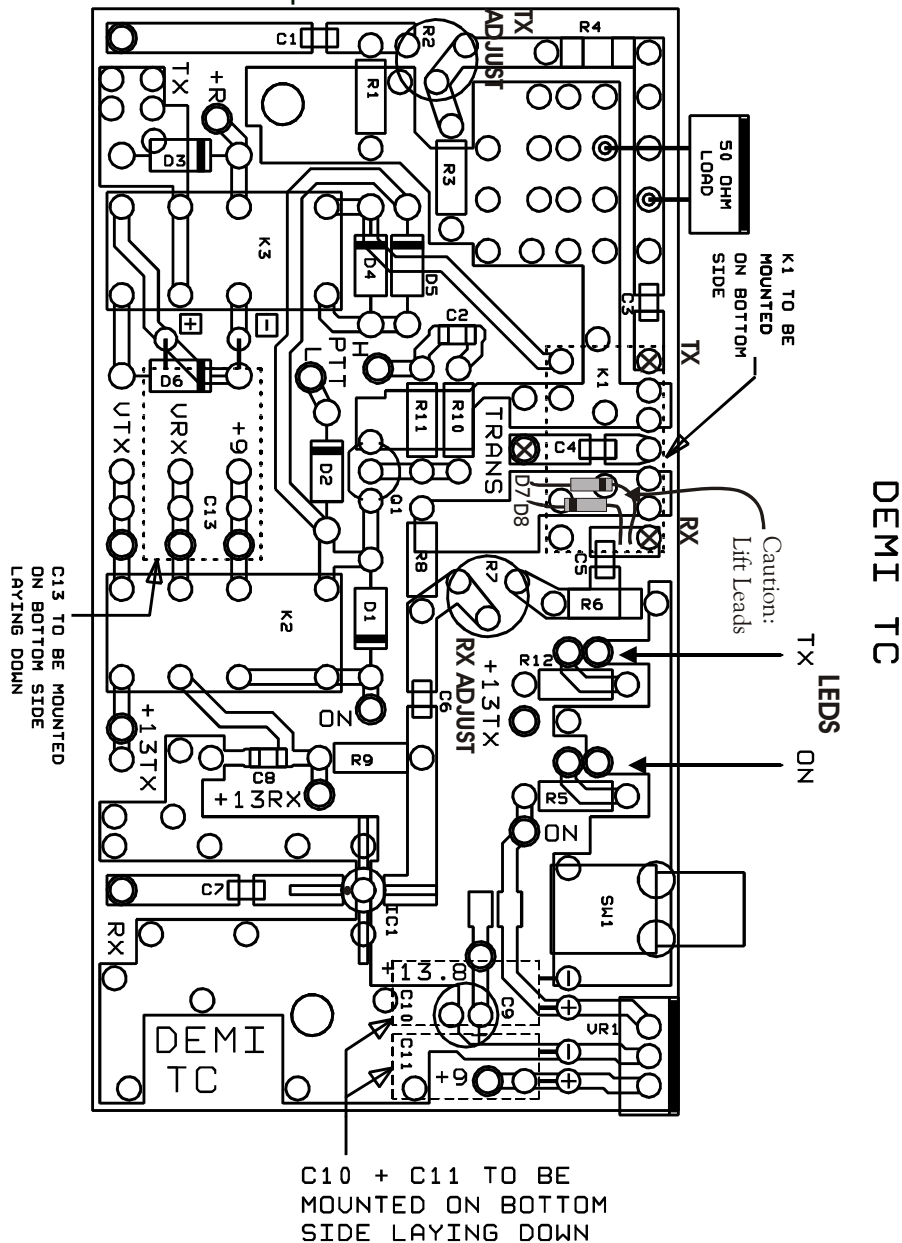 C1
R2
TX
ADJUST
R4
TX
+R
R1
D3
R3
50 OHM
LOAD
K3
D4
D5
K1 TO BE
MOUNTED
ON BOTTOM
SIDE
C3
+
-
C2
TX
H
PTT
L
D6
K1
R11
R10
TRANS
VTX
VRX
+9
C13
D2
Q1
C4
D7
D8
RX
Caution:
Lift Leads
DEMI TC
C5
R8
R7
R6
C13 TO BE MOUNTED
ON BOTTOM SIDE
LAYING DOWN
K2
D1
RX ADJUST
+13TX
R12
TX
LEDS
ON
ON
C6
+13TX
C8
R9
+13RX
R5
ON
SW1
C7
IC1
RX
+13.8
C10
C9
-
+
VR1
C11
-
+9
+
DEMI
TC
C10 + C11 TO BE
MOUNTED ON BOTTOM
SIDE LAYING DOWN